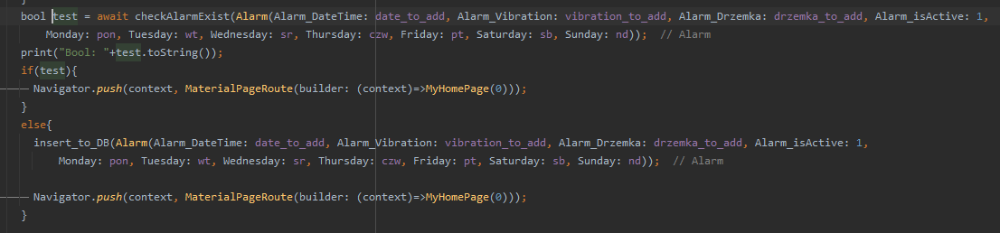 bool test = await checkAlarmExist(Alarm(Alarm_DateTime: date_to_add, Alarm_Vibration: vibration_to_add, Alarm_Drzemka: drzemka_to_add, Alarm_isActive: 1,
Monday: pon, Tuesday: wt, Wednesday: sr, Thursday: czw, Friday: pt, Saturday: sb, Sunday: nd)); // Alarm
print("Bool: "+test.toString());
if(test){
Navigator.push(context, MaterialPageRoute(builder: (context)=>MyHomePage(0)));
}
else{
insert_to_DB(Alarm(Alarm_DateTime: date_to_add, Alarm_Vibration: vibration_to_add, Alarm_Drzemka: drzemka_to_add, Alarm_isActive: 1,
Monday: pon, Tuesday: wt, Wednesday: sr, Thursday: czw, Friday: pt, Saturday: sb, Sunday: nd)); // Alarm
Navigator.push(context, MaterialPageRoute(builder: (context)=>MyHomePage(0)));
}